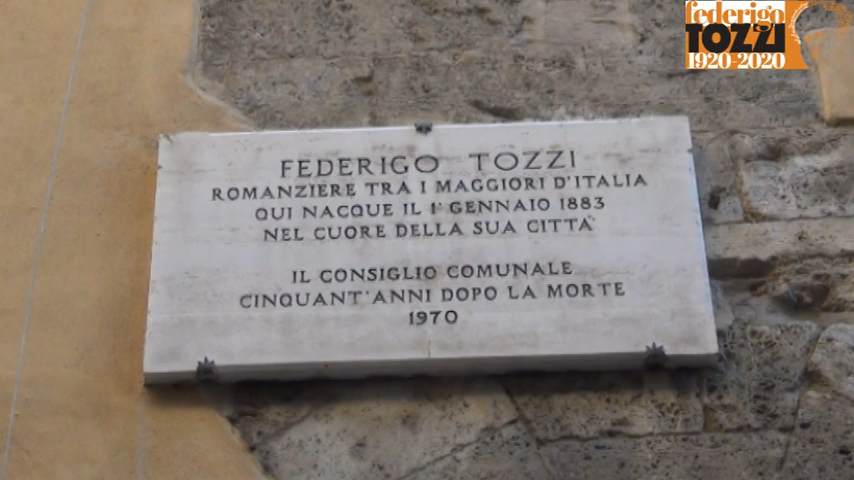 federigo
TOZZI
1920-2020
FEDERIGO TOZZI
ROMANZIERE TRA I MAGGIORI D'ITALIA
QUI NACQUE IL 1° GENNAIO 1883
NEL CUORE DELLA SUA CITTA'
IL CONSIGLIO COMUNALE
CINQUANT'ANNI DOPO LA MORTE
1970